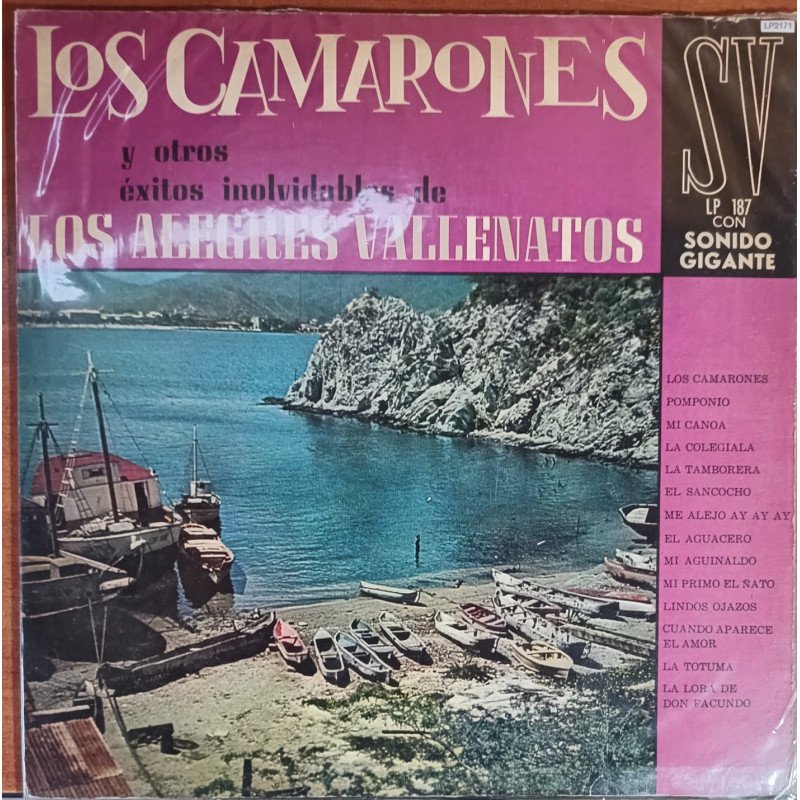 LP2171
LOS CAMARONES
y otros
éxitos inolvidables de
LOS ALEGRES VALLENATOS
SV
LP 187
CON
SONIDO
GIGANTE
LOS CAMARONES
POMPONIO
MI CANOA
LA COLEGIALA
LA TAMBORERA
EL SANCOCHO
ME ALEJO AY AY AY
EL AGUACERO
MI AGUINALDO
MI PRIMO EL ÑATO
LINDOS OJAZOS
CUANDO APARECE
EL AMOR
LA TOTUMA
LA LORA DE
DON FACUNDO